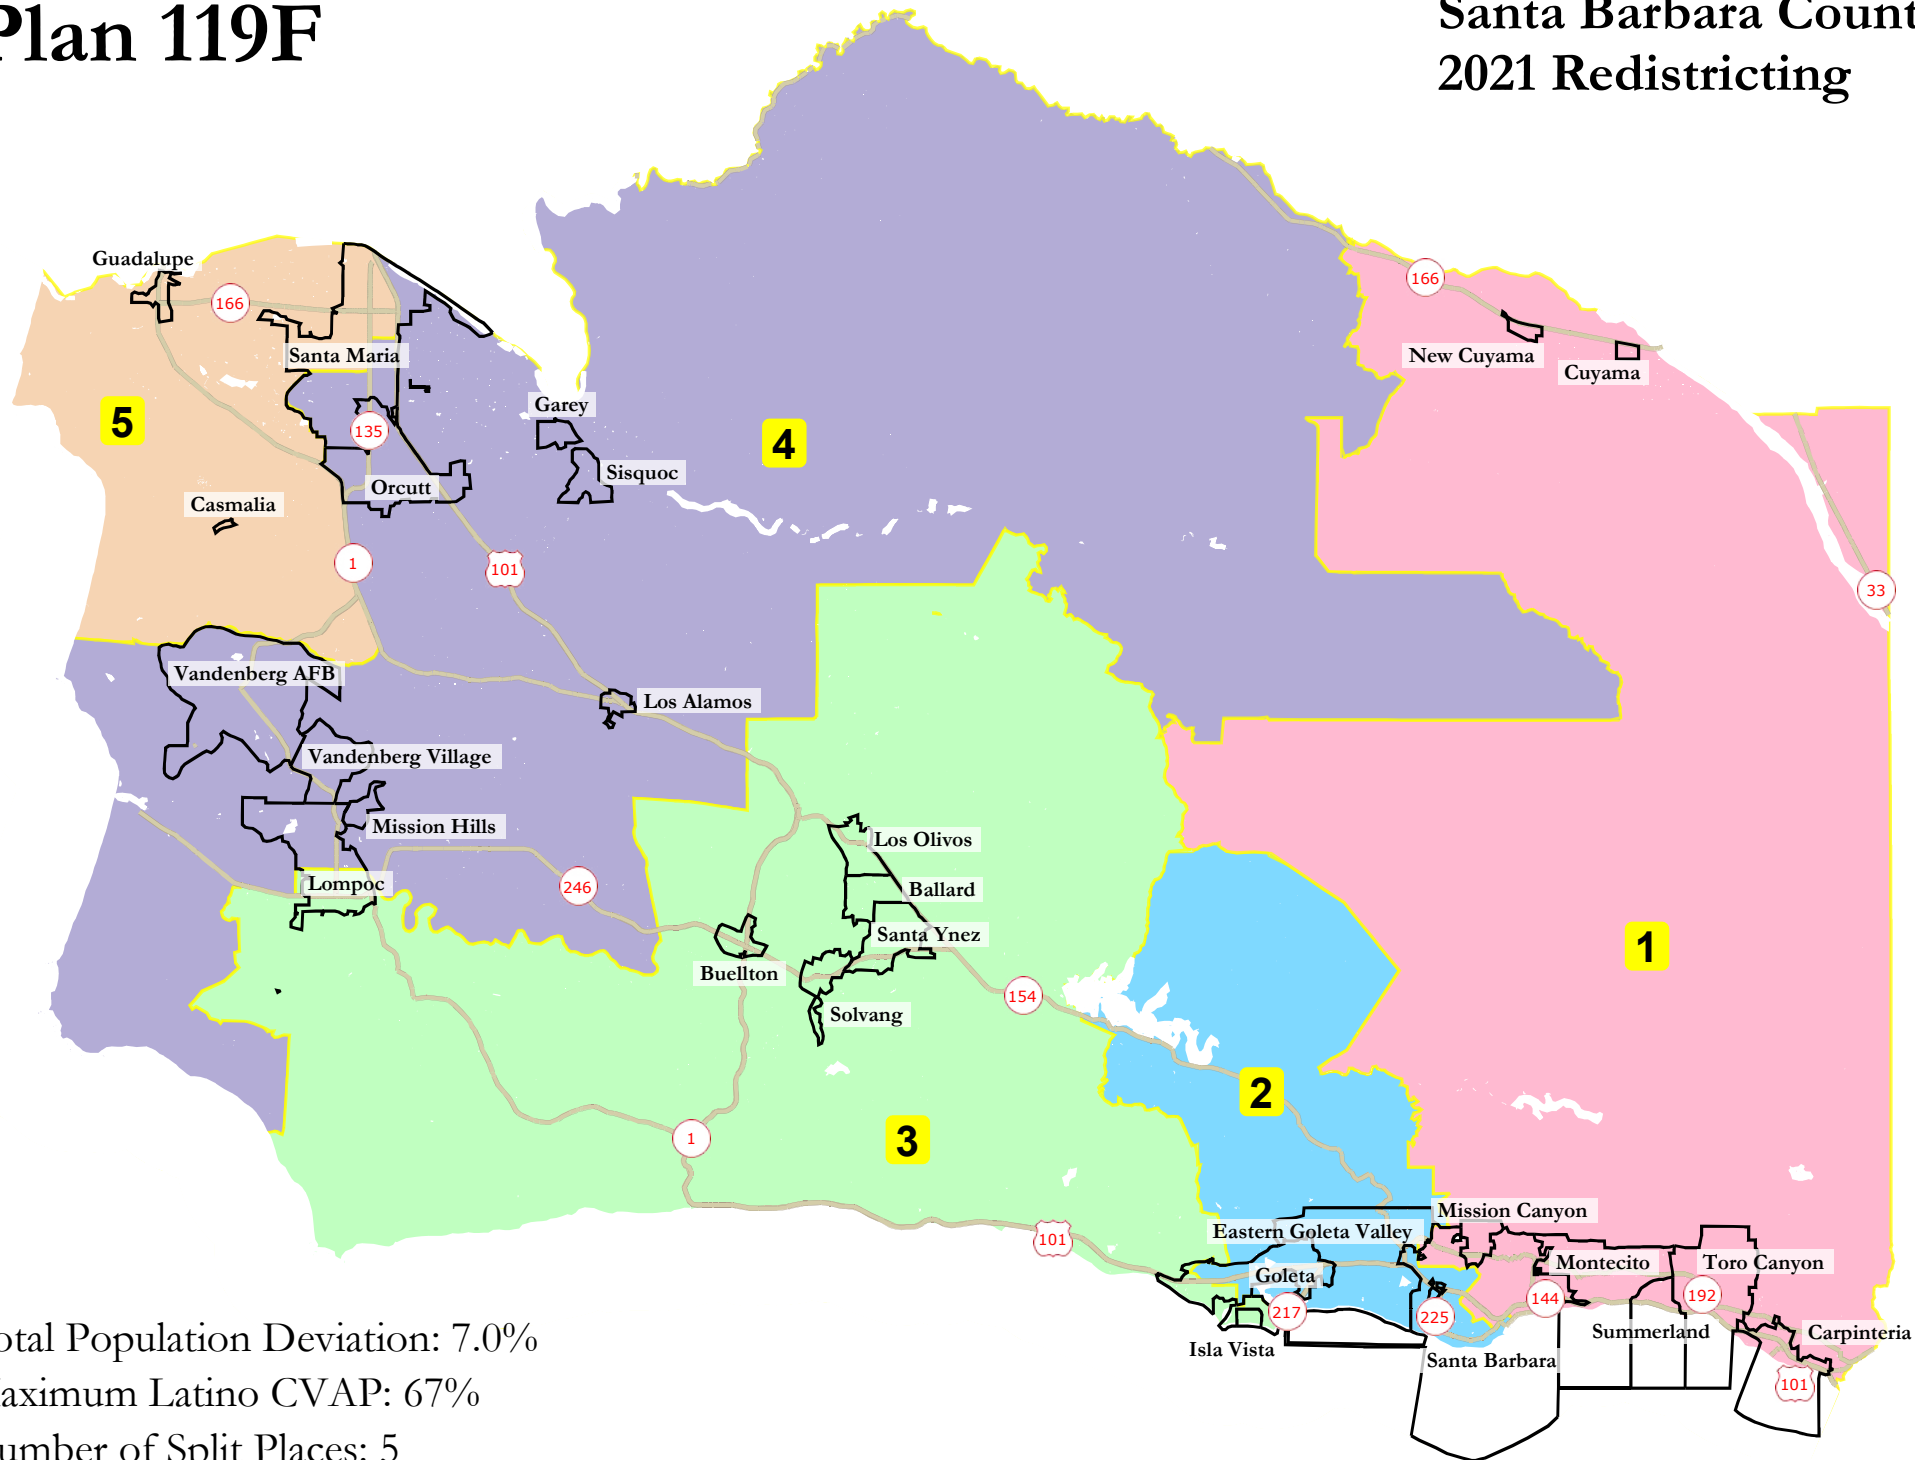 Plan 119F
Santa Barbara Count
2021 Redistricting
Guadalupe
166
166
Santa Maria
New Cuyama
Cuyama
Garey
5
135
4
Sisquoc
Orcutt
Casmalia
1
101
33
Vandenberg AFB
Los Alamos
Vandenberg Village
Mission Hills
Los Olivos
Lompoc
246
Ballard
Santa Ynez
1
Buellton
154
Solvang
2
3
1
Mission Canyon
Eastern Goleta Valley
101
Montecito
Toro Canyon
Goleta
144
192
217
225
Summerland
Carpinteria
Isla Vista
Santa Barbara
101
otal Population Deviation: 7.0%
aximum Latino CVAP: 67%
umber of Split Places: 5